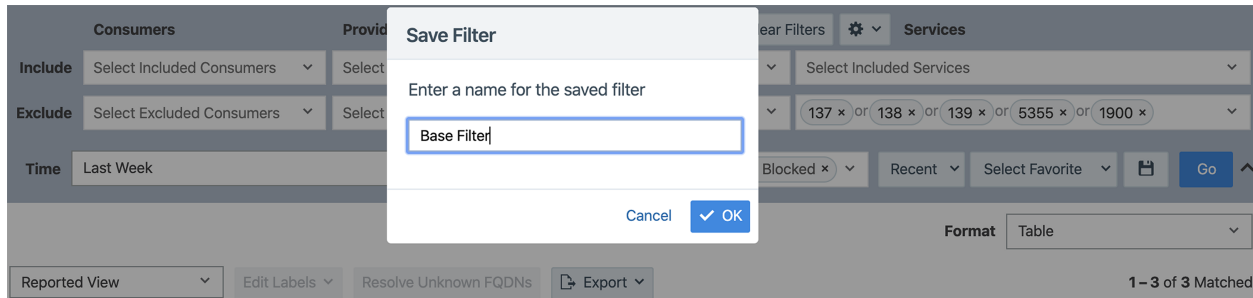 Consumers Provid ear Filters Services
Save Filter
Include Select Included Consumers Select Select Included Services
Enter a name for the saved filter
Exclude Select Excluded Consumers Select 137 × or 138 × or 139 × or 5355 × or 1900 ×
Base Filter
Time Last Week Blocked × Recent Select Favorite Go
Cancel OK
Format Table
Reported View Edit Labels Resolve Unknown FQDNs Export 1 – 3 of 3 Matched